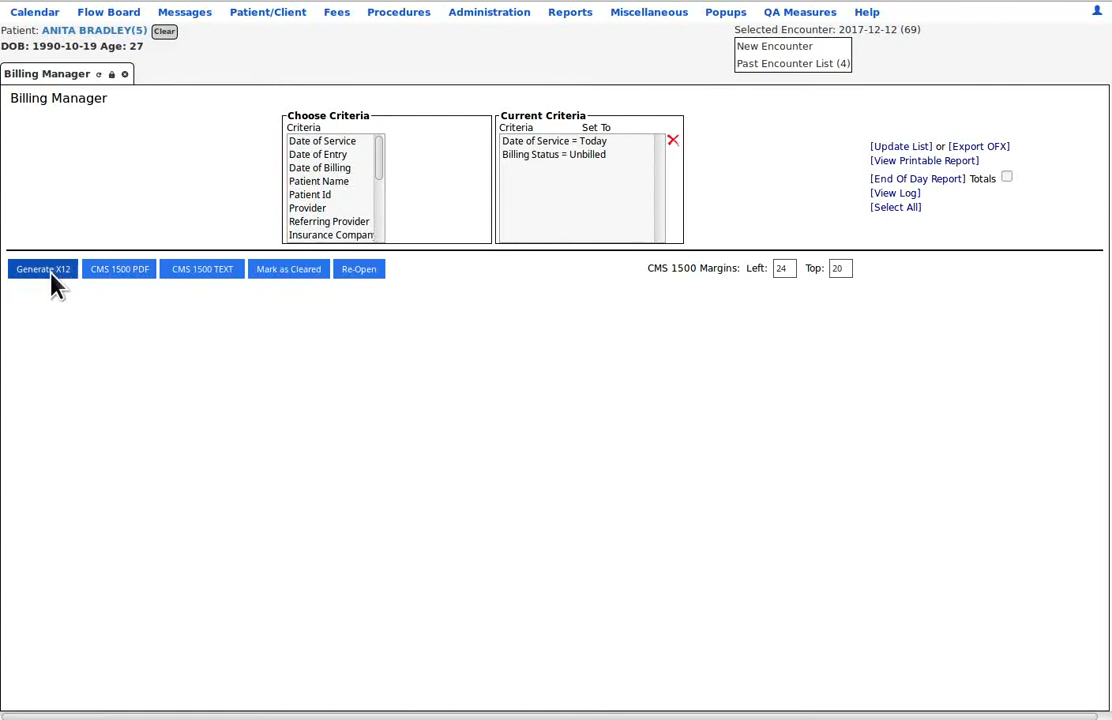 Calendar Flow Board Messages Patient/Client Fees Procedures Administration Reports Miscellaneous Popups QA Measures Help
Patient: ANITA BRADLEY(5) Clear
DOB: 1990-10-19 Age: 27
Selected Encounter: 2017-12-12 (69)
New Encounter
Past Encounter List (4)
Billing Manager
Billing Manager
Choose Criteria
Criteria
Date of Service
Date of Entry
Date of Billing
Patient Name
Patient Id
Provider
Referring Provider
Insurance Compan
Current Criteria
Criteria Set To
Date of Service = Today
Billing Status = Unbilled
[Update List] or [Export OFX]
[View Printable Report]
[End Of Day Report] Totals
[View Log]
[Select All]
Generate X12 CMS 1500 PDF CMS 1500 TEXT Mark as Cleared Re-Open CMS 1500 Margins: Left: 24 Top: 20